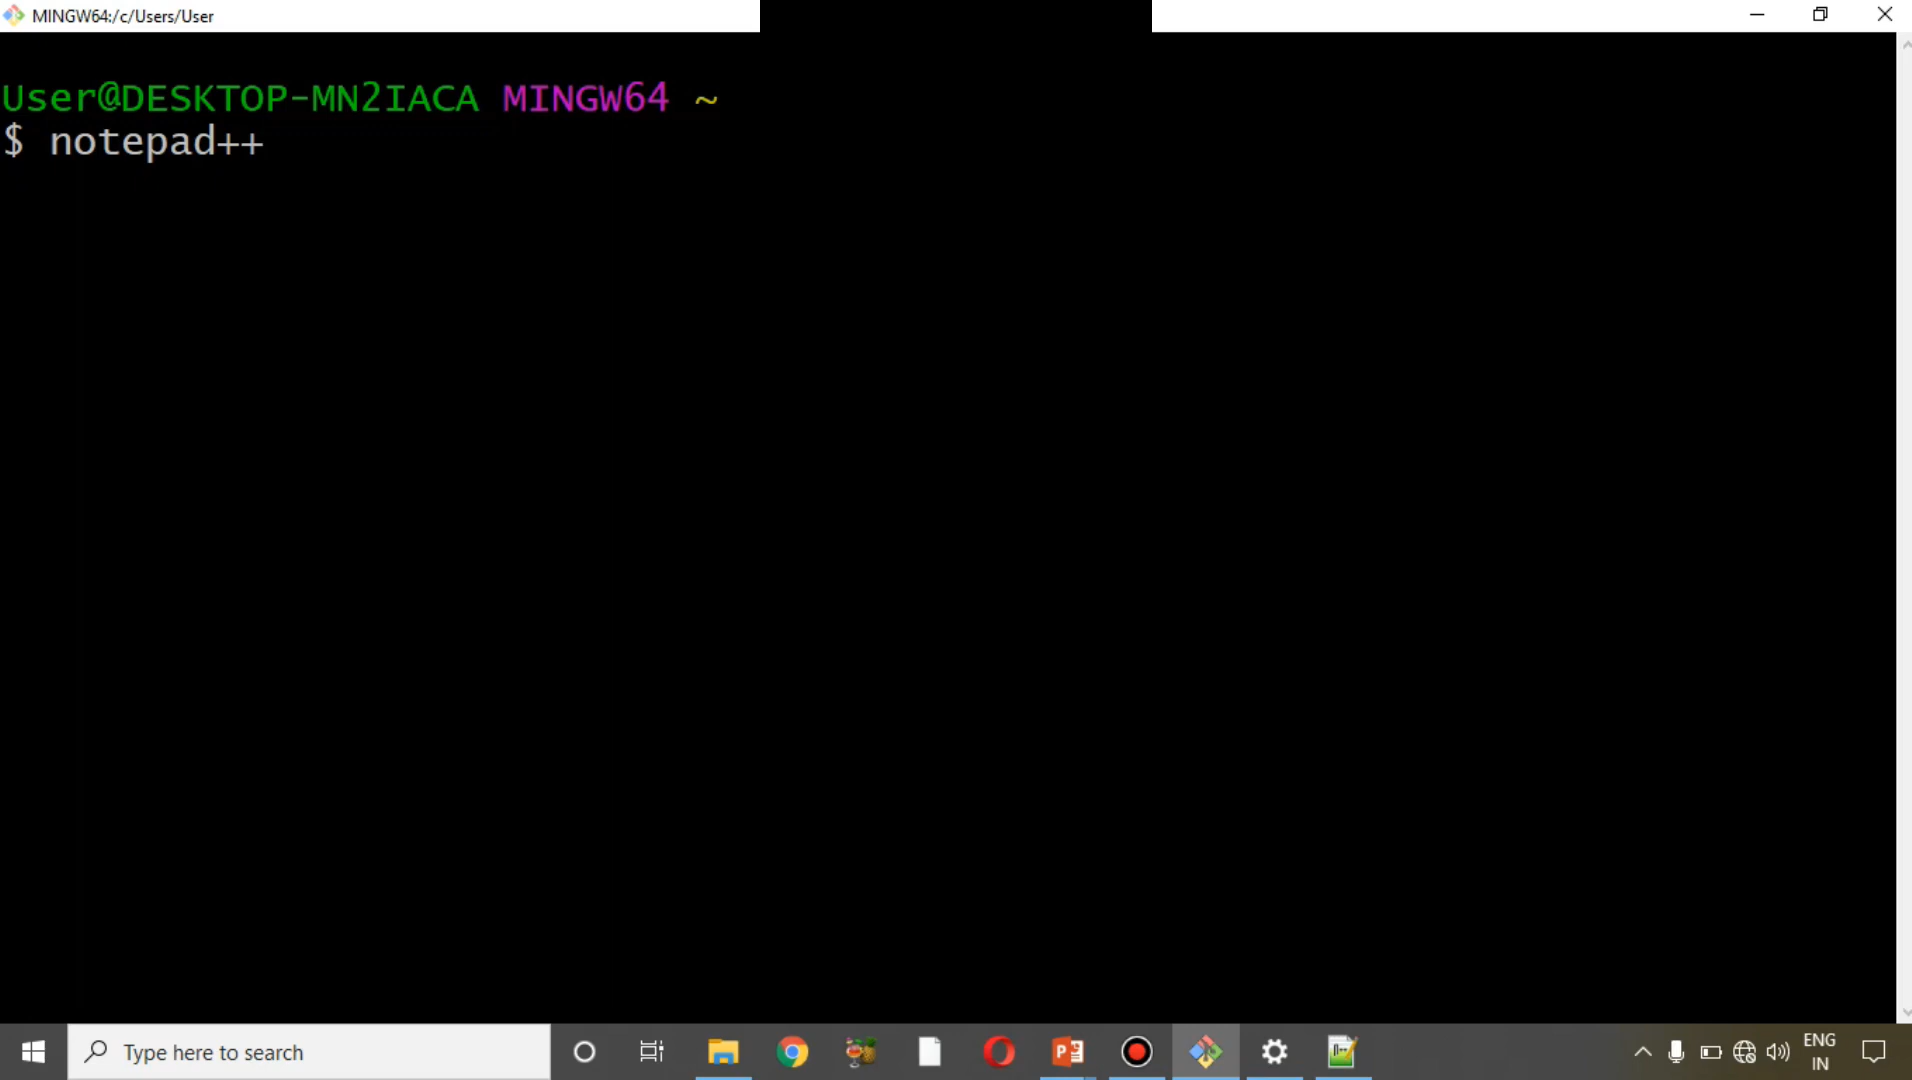 MINGW64:/c/Users/User
User@DESKTOP-MN2IACA MINGW64 ~
$ notepad++
Type here to search
ENG
IN